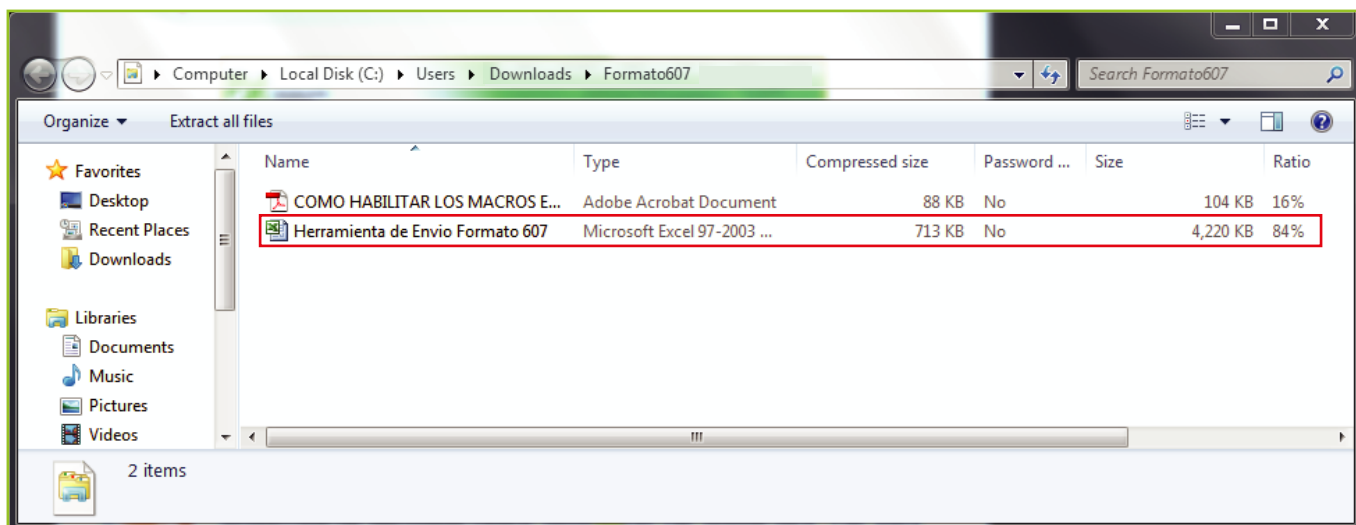 Computer ▸ Local Disk (C:) ▸ Users ▸ Downloads ▸ Formato607 Search Formato607
Organize Extract all files
Favorites
Desktop
Recent Places
Downloads
Libraries
Documents
Music
Pictures
Videos
Name Type Compressed size Password ... Size Ratio
COMO HABILITAR LOS MACROS E... Adobe Acrobat Document 88 KB No 104 KB 16%
Herramienta de Envio Formato 607 Microsoft Excel 97-2003 ... 713 KB No 4,220 KB 84%
2 items